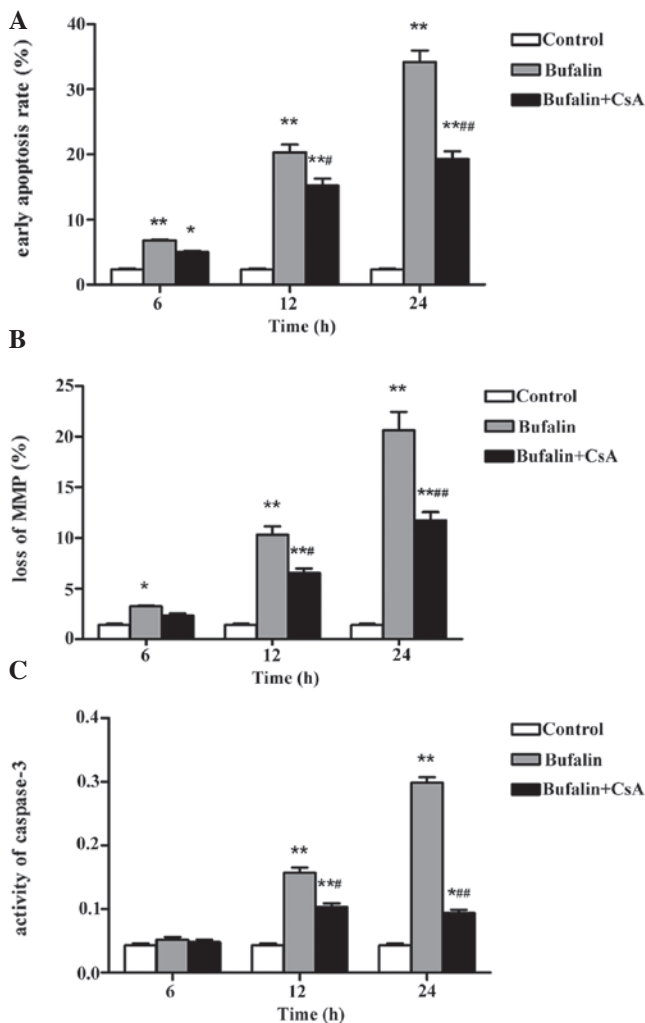 A
early apoptosis rate (%)
40
30
20
10
0
** *
** **#
** **##
6 12 24
Time (h)
Control
Bufalin
Bufalin+CsA
B
loss of MMP (%)
25
20
15
10
5
0
*
** **#
** **##
6 12 24
Time (h)
Control
Bufalin
Bufalin+CsA
C
activity of caspase-3
0.4
0.3
0.2
0.1
0.0
** **#
** *##
6 12 24
Time (h)
Control
Bufalin
Bufalin+CsA